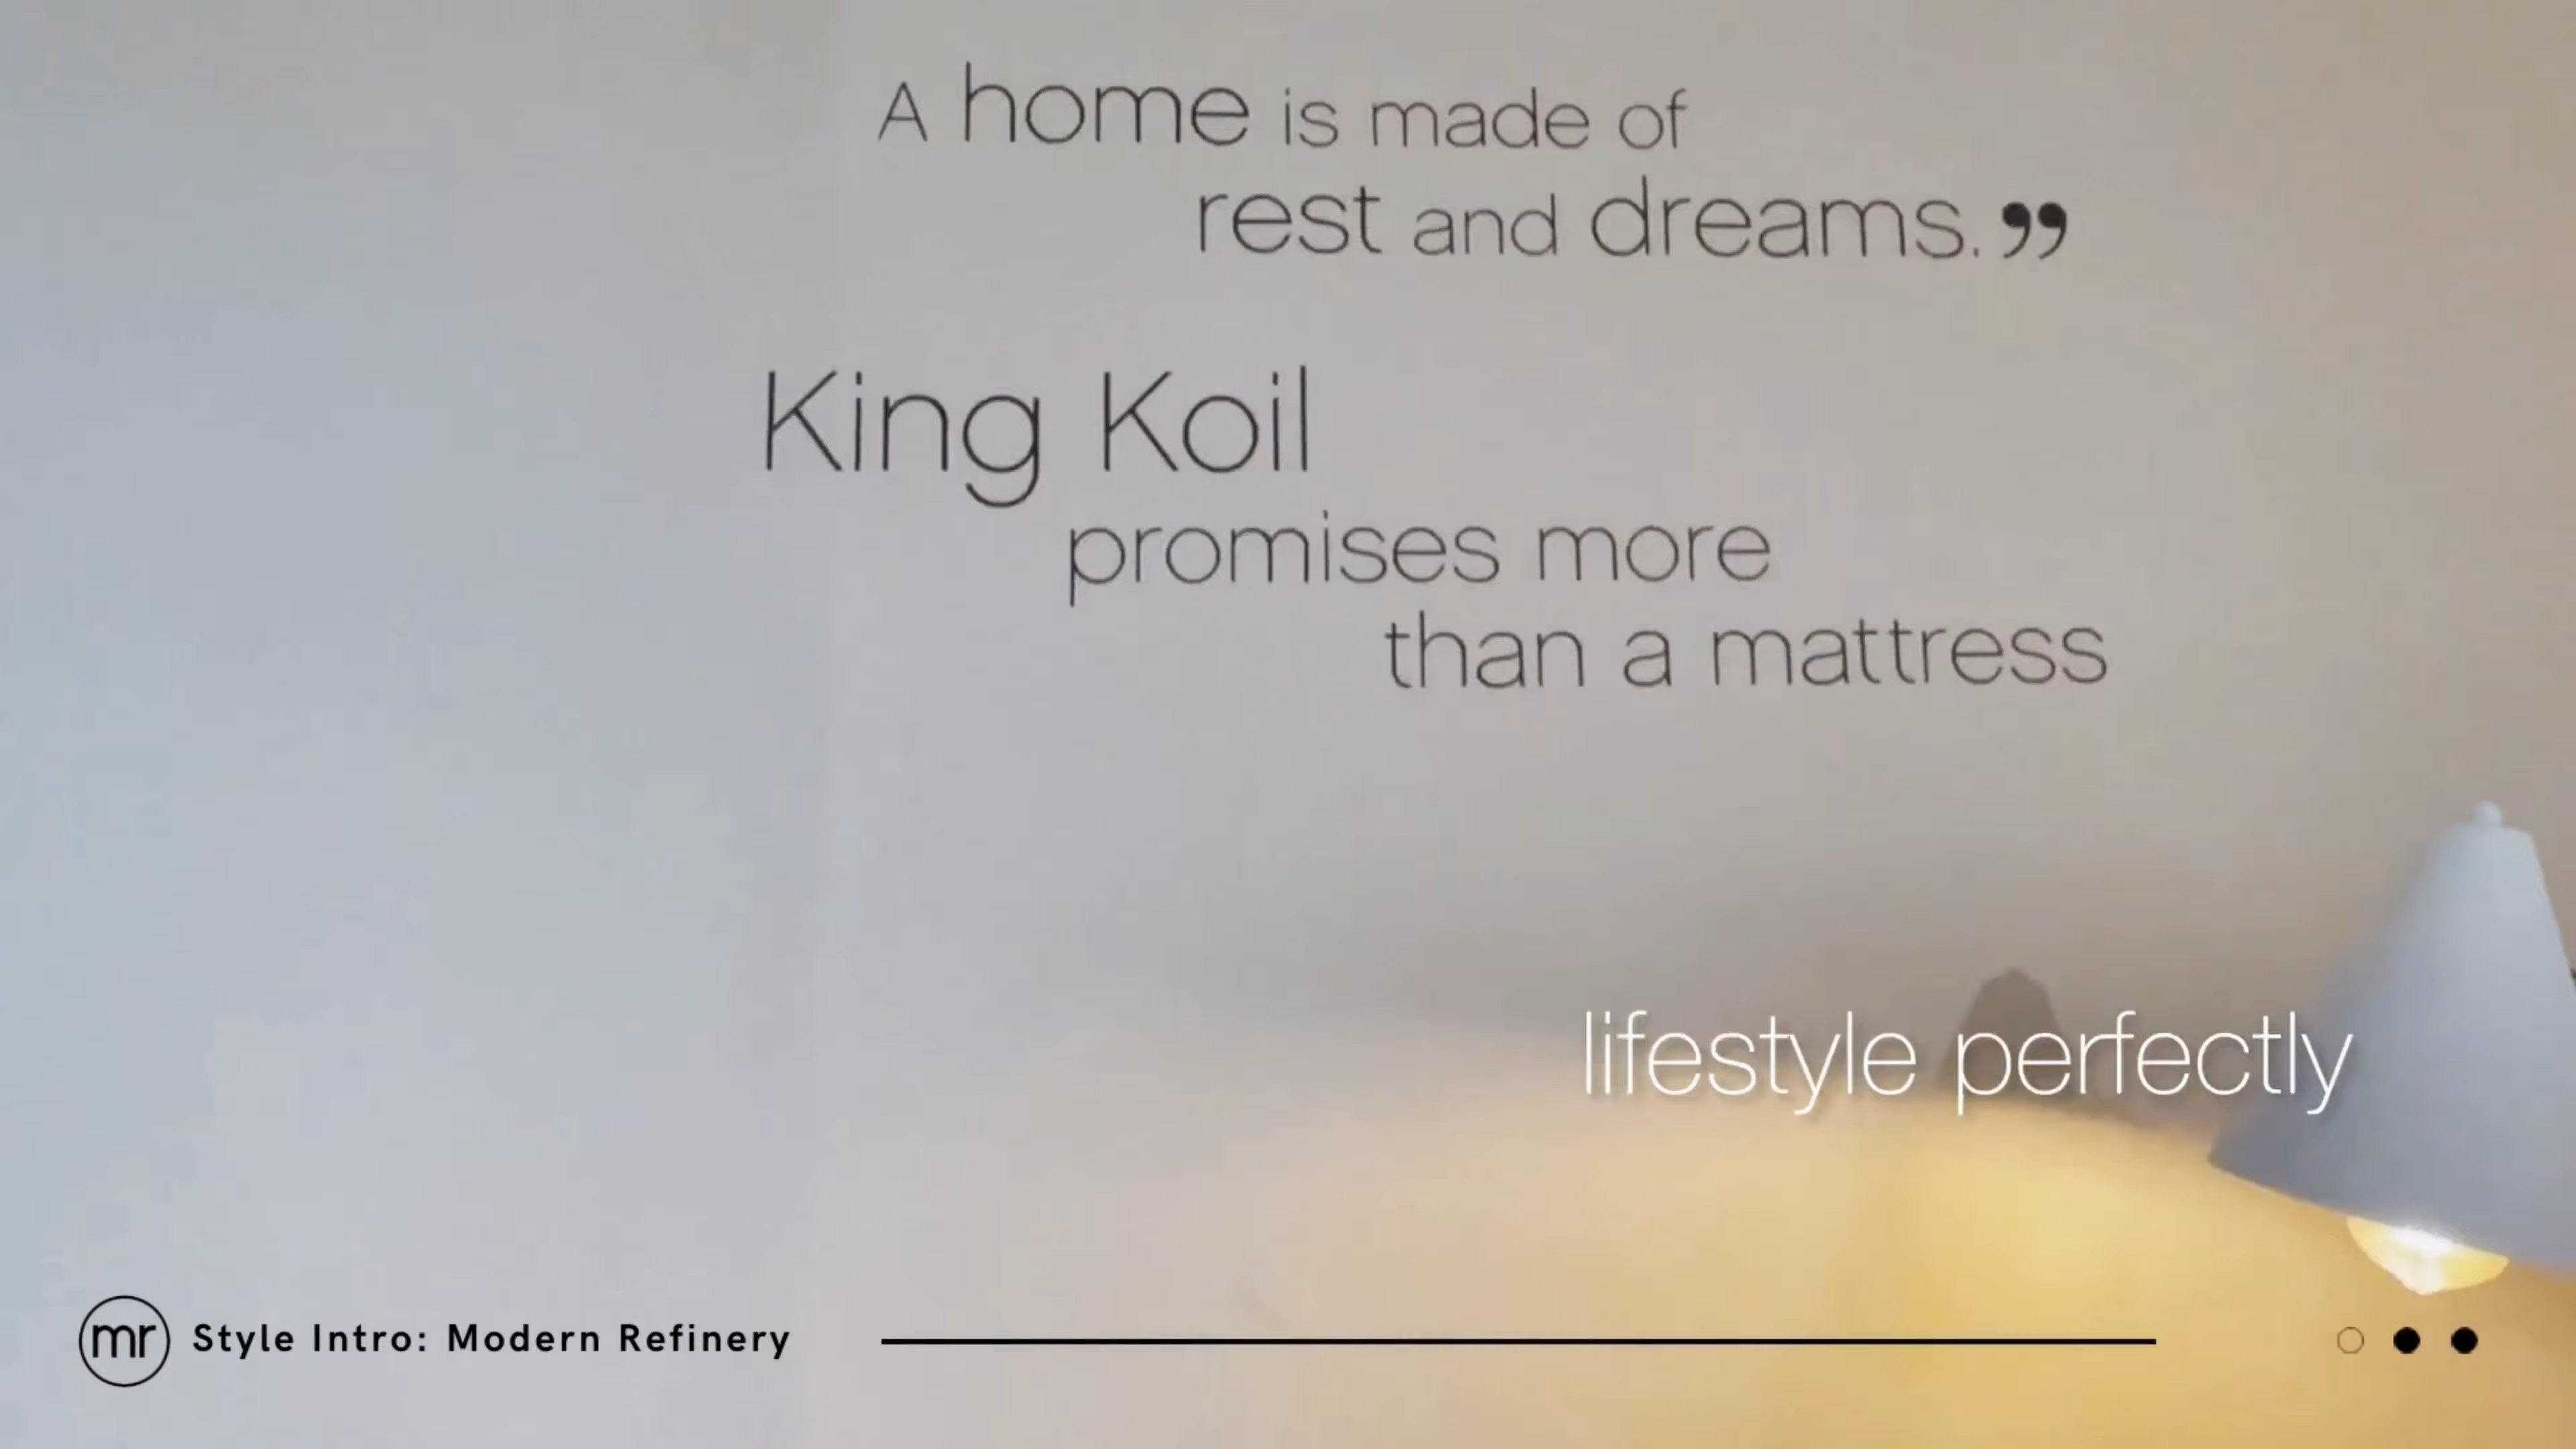 A home is made of
rest and dreams.”
King Koil
promises more
than a mattress
lifestyle perfectly
mr Style Intro: Modern Refinery